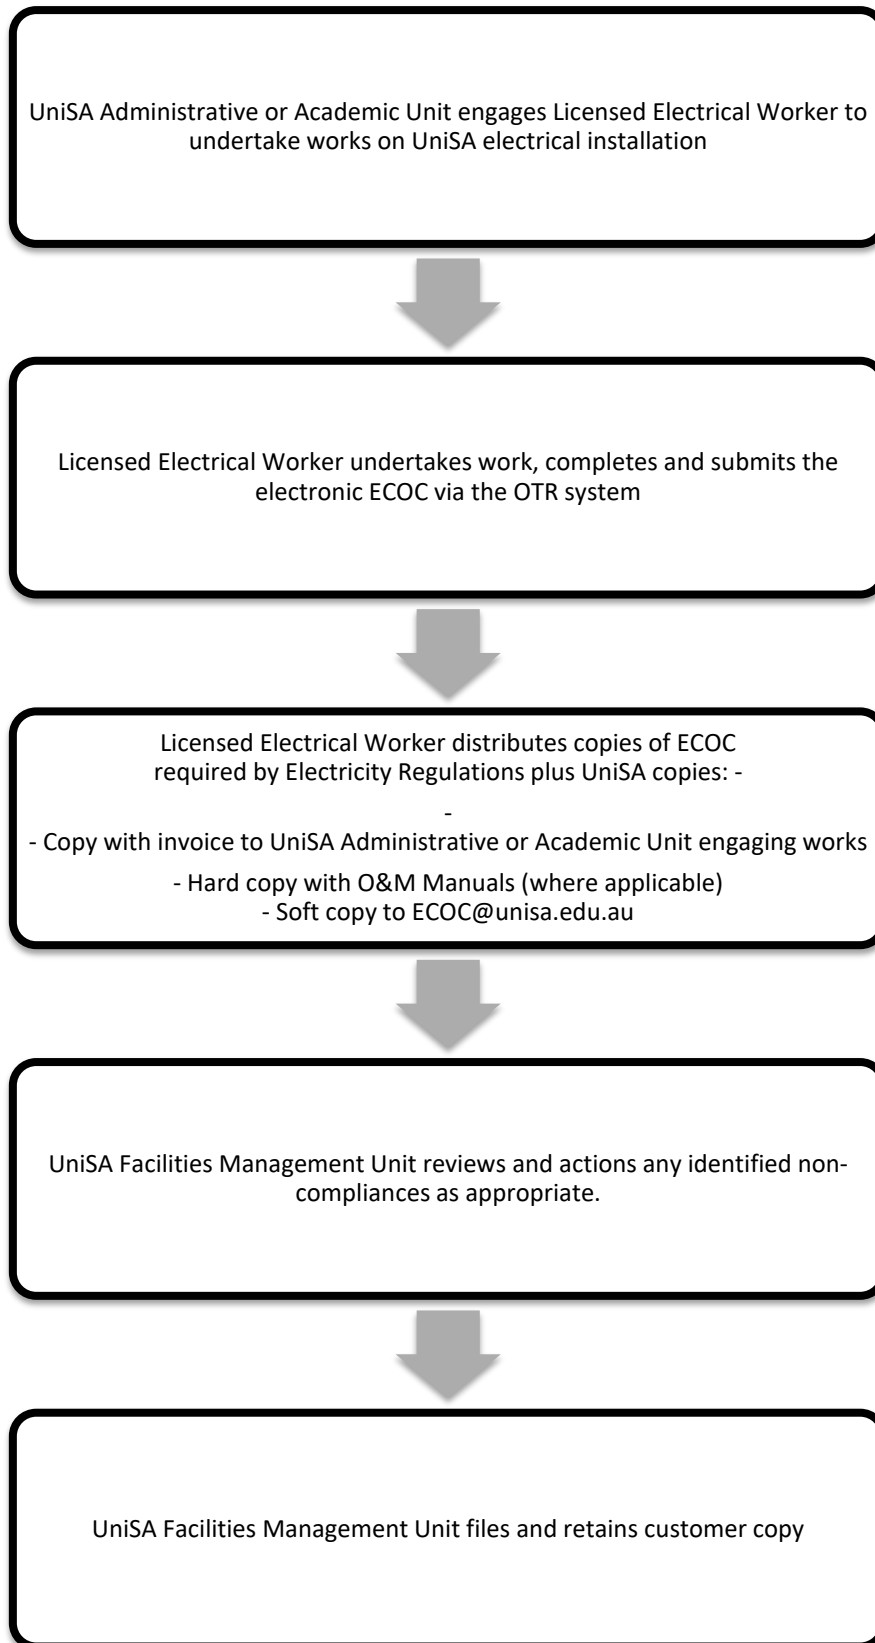 UniSA Administrative or Academic Unit engages Licensed Electrical Worker to
undertake works on UniSA electrical installation
Licensed Electrical Worker undertakes work, completes and submits the
electronic ECOC via the OTR system
Licensed Electrical Worker distributes copies of ECOC
required by Electricity Regulations plus UniSA copies: -
-
- Copy with invoice to UniSA Administrative or Academic Unit engaging works
- Hard copy with O&M Manuals (where applicable)
- Soft copy to ECOC@unisa.edu.au
UniSA Facilities Management Unit reviews and actions any identified non-
compliances as appropriate.
UniSA Facilities Management Unit files and retains customer copy